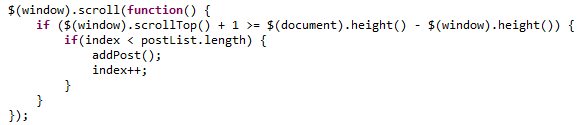 $(window).scroll(function() {
    if ($(window).scrollTop() + 1 >= $(document).height() - $(window).height()) {
        if(index < postList.length) {
            addPost();
            index++;
        }
    }
});